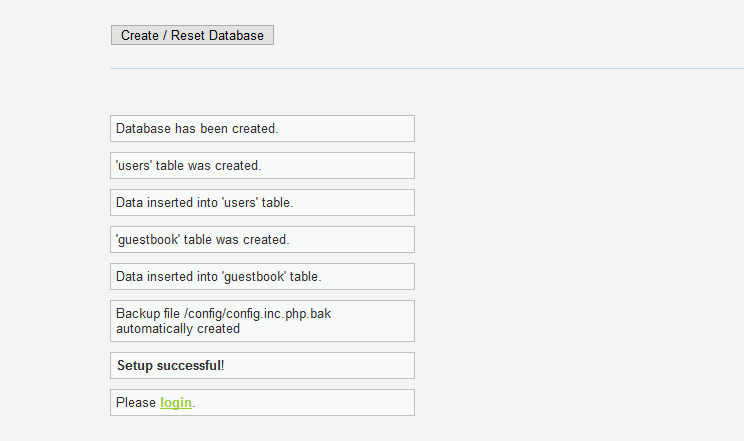 Create / Reset Database
Database has been created.
'users' table was created.
Data inserted into 'users' table.
'guestbook' table was created.
Data inserted into 'guestbook' table.
Backup file /config/config.inc.php.bak
automatically created
Setup successful!
Please login.